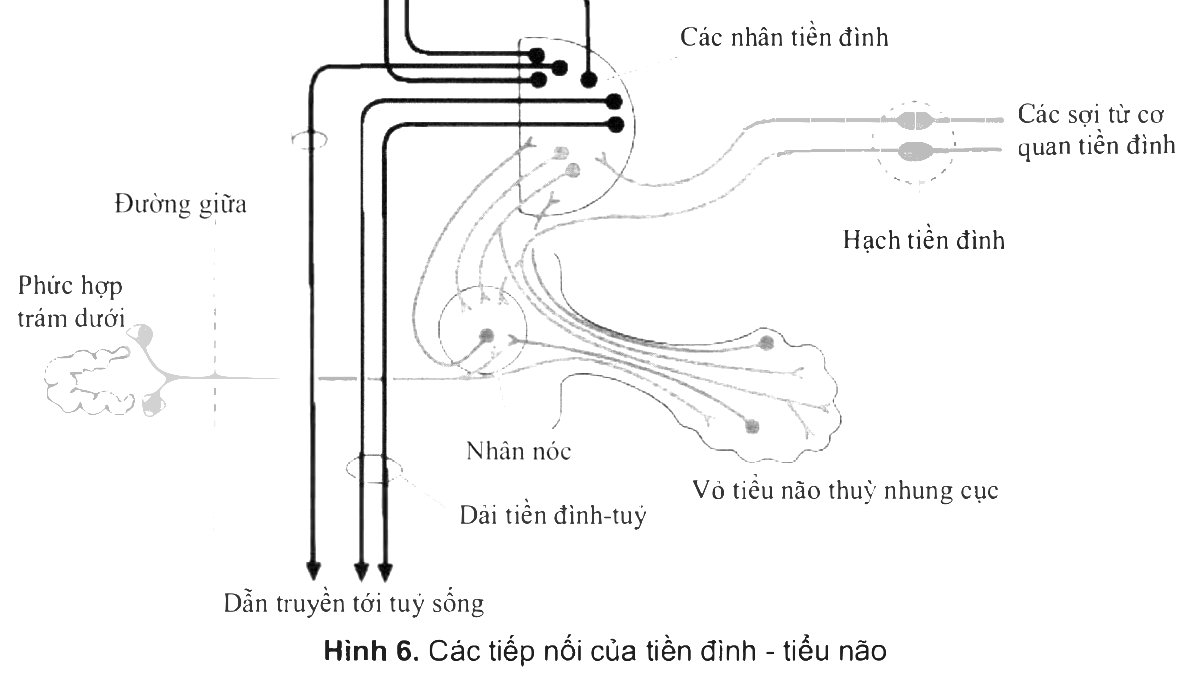 Các nhân tiền đình
Các sợi từ cơ
quan tiền đình
Đường giữa
Hạch tiền đình
Phức hợp
trám dưới
Nhân nóc
Vỏ tiểu não thuỳ nhung cục
Dải tiền đình-tuỷ
Dẫn truyền tới tuỷ sống
Hình 6. Các tiếp nối của tiền đình - tiểu não